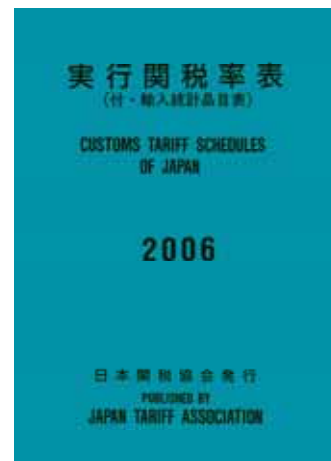 実行関税率表
(付・輸入統計品目表)
CUSTOMS TARIFF SCHEDULES
OF JAPAN
2006
日本関税協会発行
PUBLISHED BY
JAPAN TARIFF ASSOCIATION